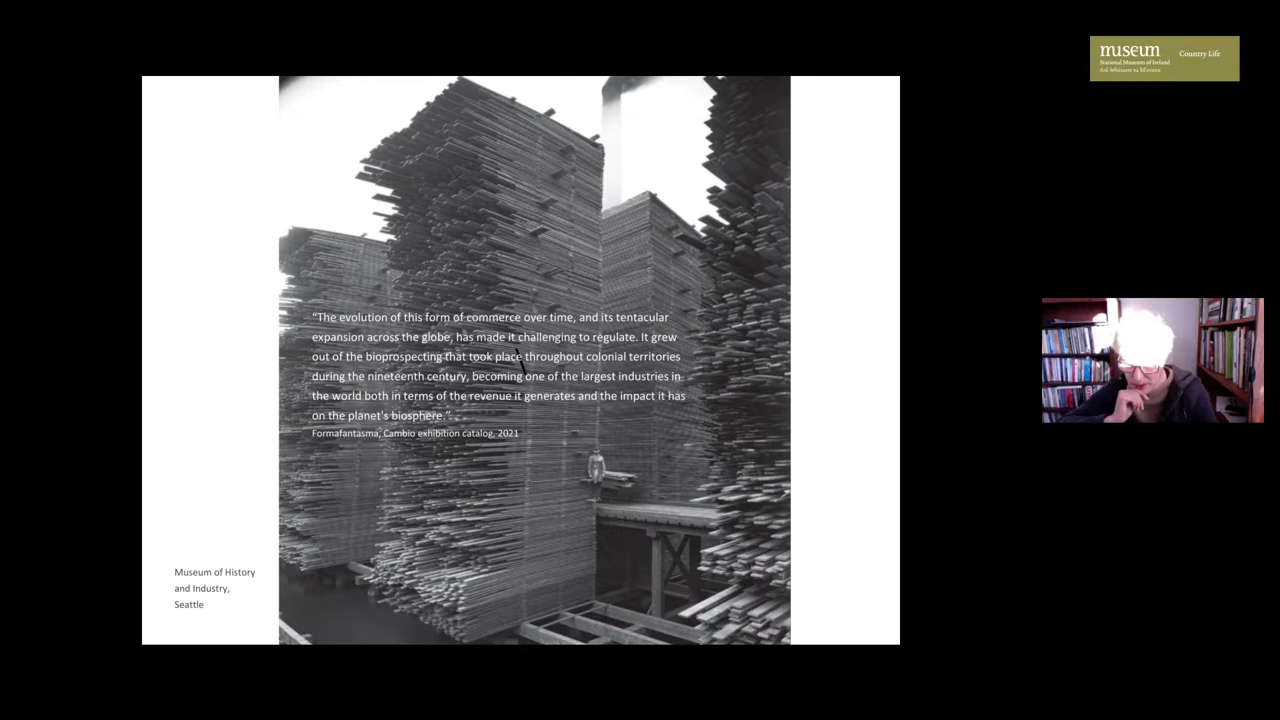 museum
Country Life
National Museum of Ireland
Ard-Mhúsaem na hÉireann
“The evolution of this form of commerce over time, and its tentacular
expansion across the globe, has made it challenging to regulate. It grew
out of the bioprospecting that took place throughout colonial territories
during the nineteenth century, becoming one of the largest industries in
the world both in terms of the revenue it generates and the impact it has
on the planet's biosphere.”
Formafantasma, Cambio exhibition catalog, 2021
Museum of History
and Industry,
Seattle